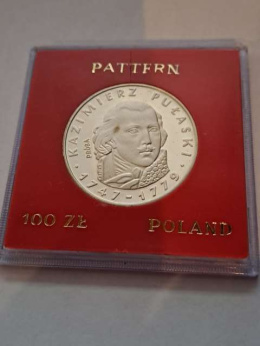 PATTERN
· KAZIMIERZ PUŁASKI ·
PRÓBA
1747-1779
100 ZŁ POLAND